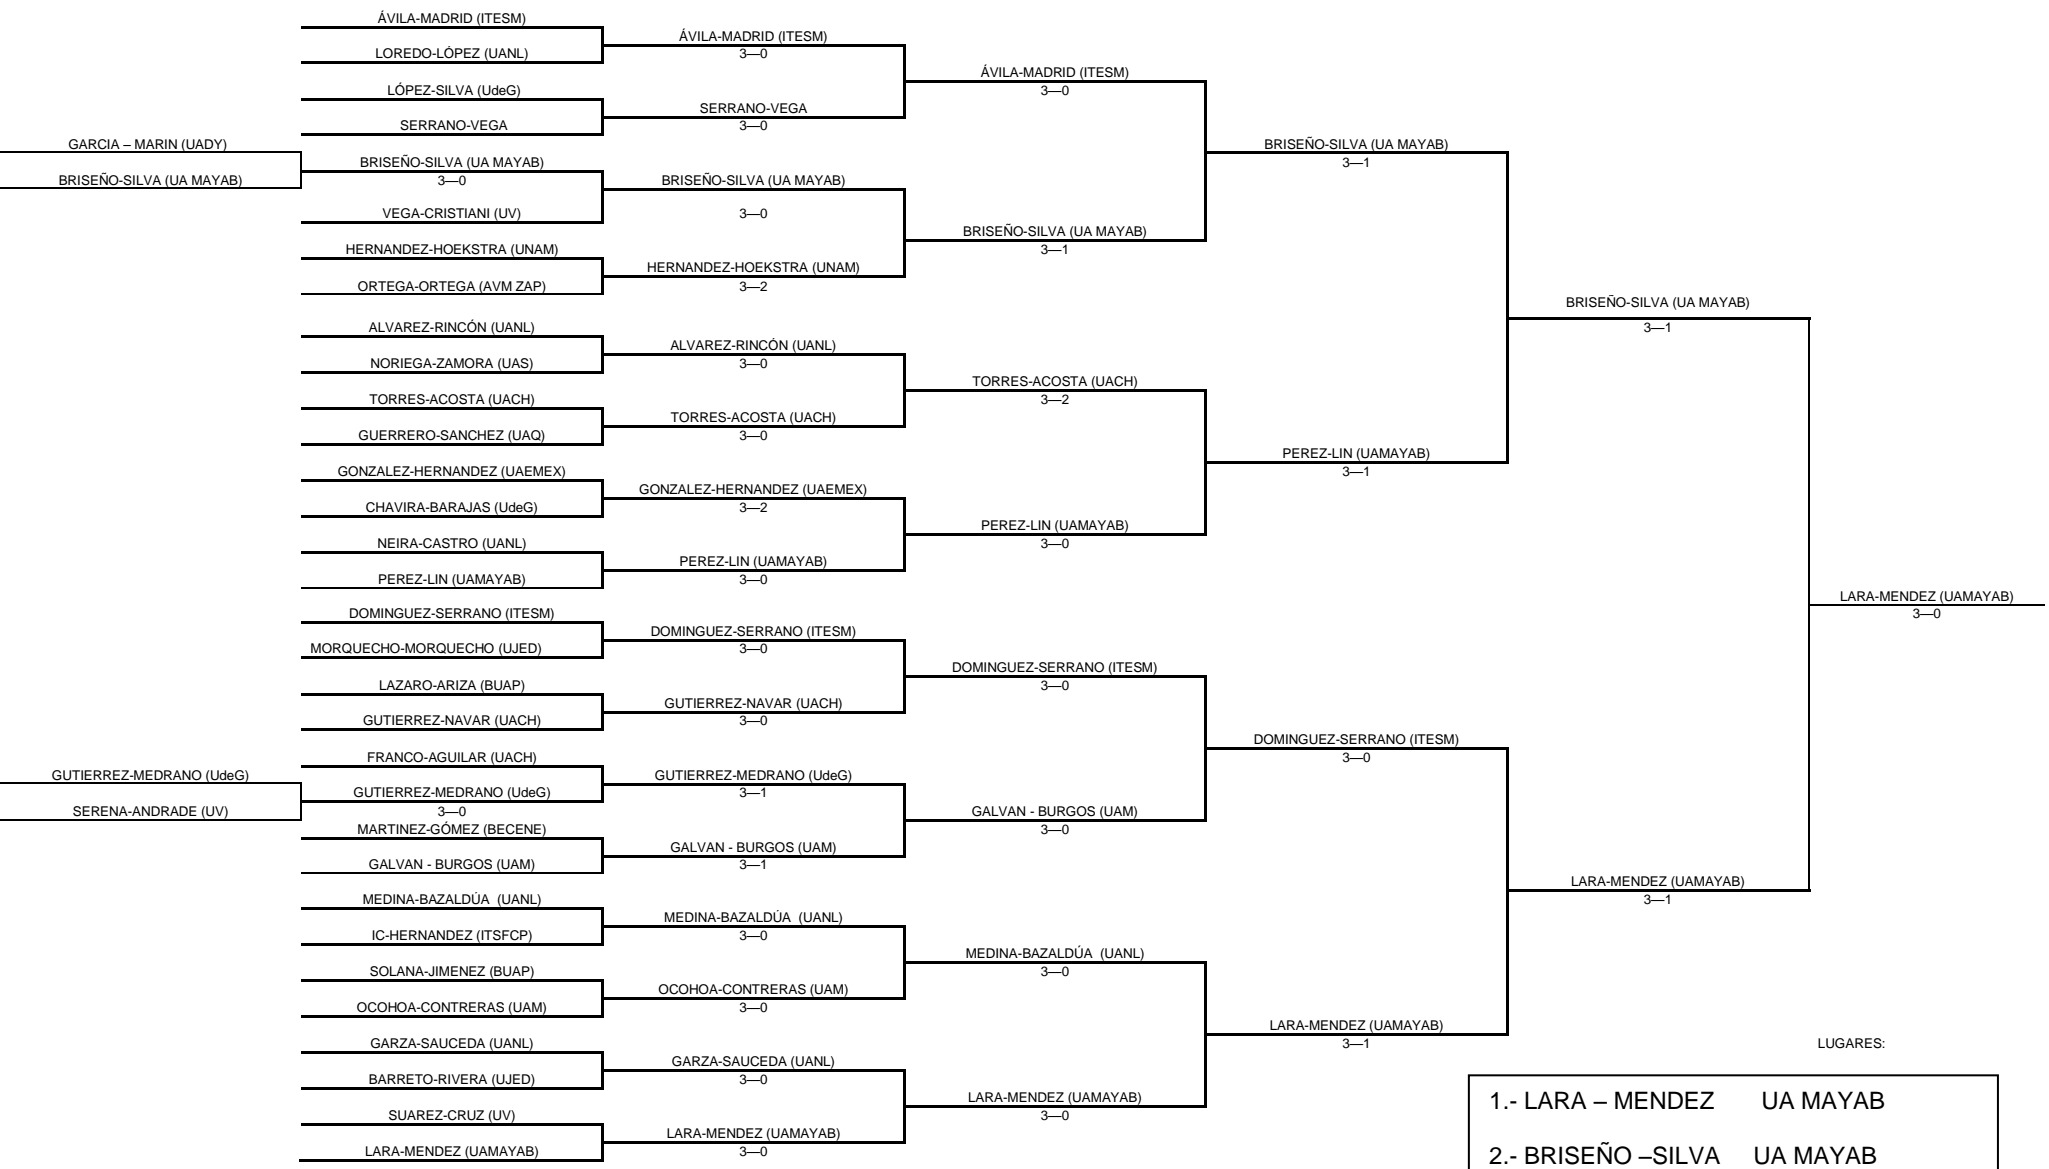 GARCIA – MARIN (UADY)
BRISEÑO-SILVA (UA MAYAB)
GUTIERREZ-MEDRANO (UdeG)
SERENA-ANDRADE (UV)
ÁVILA-MADRID (ITESM)
LOREDO-LÓPEZ (UANL)
LÓPEZ-SILVA (UdeG)
SERRANO-VEGA
BRISEÑO-SILVA (UA MAYAB)
3—0
VEGA-CRISTIANI (UV)
HERNANDEZ-HOEKSTRA (UNAM)
ORTEGA-ORTEGA (AVM ZAP)
ALVAREZ-RINCÓN (UANL)
NORIEGA-ZAMORA (UAS)
TORRES-ACOSTA (UACH)
GUERRERO-SANCHEZ (UAQ)
GONZALEZ-HERNANDEZ (UAEMEX)
CHAVIRA-BARAJAS (UdeG)
NEIRA-CASTRO (UANL)
PEREZ-LIN (UAMAYAB)
DOMINGUEZ-SERRANO (ITESM)
MORQUECHO-MORQUECHO (UJED)
LAZARO-ARIZA (BUAP)
GUTIERREZ-NAVAR (UACH)
FRANCO-AGUILAR (UACH)
GUTIERREZ-MEDRANO (UdeG)
3—0
MARTINEZ-GÓMEZ (BECENE)
GALVAN - BURGOS (UAM)
MEDINA-BAZALDÚA  (UANL)
IC-HERNANDEZ (ITSFCP)
SOLANA-JIMENEZ (BUAP)
OCOHOA-CONTRERAS (UAM)
GARZA-SAUCEDA (UANL)
BARRETO-RIVERA (UJED)
SUAREZ-CRUZ (UV)
LARA-MENDEZ (UAMAYAB)
ÁVILA-MADRID (ITESM)
3—0
SERRANO-VEGA
3—0
BRISEÑO-SILVA (UA MAYAB)
3—0
HERNANDEZ-HOEKSTRA (UNAM)
3—2
ALVAREZ-RINCÓN (UANL)
3—0
TORRES-ACOSTA (UACH)
3—0
GONZALEZ-HERNANDEZ (UAEMEX)
3—2
PEREZ-LIN (UAMAYAB)
3—0
DOMINGUEZ-SERRANO (ITESM)
3—0
GUTIERREZ-NAVAR (UACH)
3—0
GUTIERREZ-MEDRANO (UdeG)
3—1
GALVAN - BURGOS (UAM)
3—1
MEDINA-BAZALDÚA  (UANL)
3—0
OCOHOA-CONTRERAS (UAM)
3—0
GARZA-SAUCEDA (UANL)
3—0
LARA-MENDEZ (UAMAYAB)
3—0
ÁVILA-MADRID (ITESM)
3—0
BRISEÑO-SILVA (UA MAYAB)
3—1
TORRES-ACOSTA (UACH)
3—2
PEREZ-LIN (UAMAYAB)
3—0
DOMINGUEZ-SERRANO (ITESM)
3—0
GALVAN - BURGOS (UAM)
3—0
MEDINA-BAZALDÚA  (UANL)
3—0
LARA-MENDEZ (UAMAYAB)
3—0
BRISEÑO-SILVA (UA MAYAB)
3—1
PEREZ-LIN (UAMAYAB)
3—1
DOMINGUEZ-SERRANO (ITESM)
3—0
LARA-MENDEZ (UAMAYAB)
3—1
BRISEÑO-SILVA (UA MAYAB)
3—1
LARA-MENDEZ (UAMAYAB)
3—1
LARA-MENDEZ (UAMAYAB)
3—0
LUGARES:
1.- LARA – MENDEZ UA MAYAB
2.- BRISEÑO –SILVA UA MAYAB